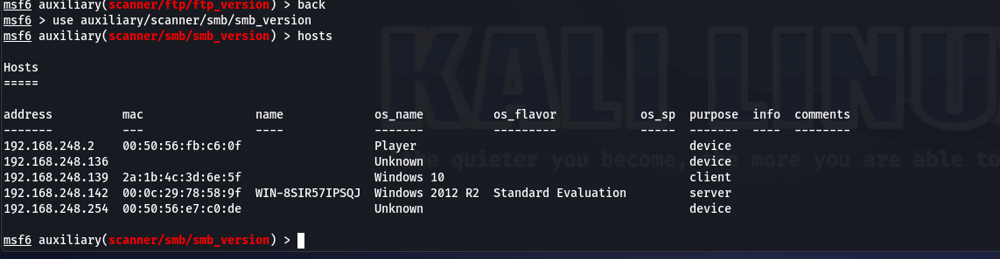 msf6 auxiliary(scanner/ftp/ftp_version) > back
msf6 > use auxiliary/scanner/smb/smb_version
msf6 auxiliary(scanner/smb/smb_version) > hosts
Hosts
=====
address mac name os_name os_flavor os_sp purpose info comments
------- --- ---- ------- --------- ----- ------- ---- --------
192.168.248.2 00:50:56:fb:c6:0f Player device
192.168.248.136 Unknown device
192.168.248.139 2a:1b:4c:3d:6e:5f Windows 10 client
192.168.248.142 00:0c:29:78:58:9f WIN-8SIR57IPSQJ Windows 2012 R2 Standard Evaluation server
192.168.248.254 00:50:56:e7:c0:de Unknown device
msf6 auxiliary(scanner/smb/smb_version) >
KALI LINU
the quieter you become, the more you are able to